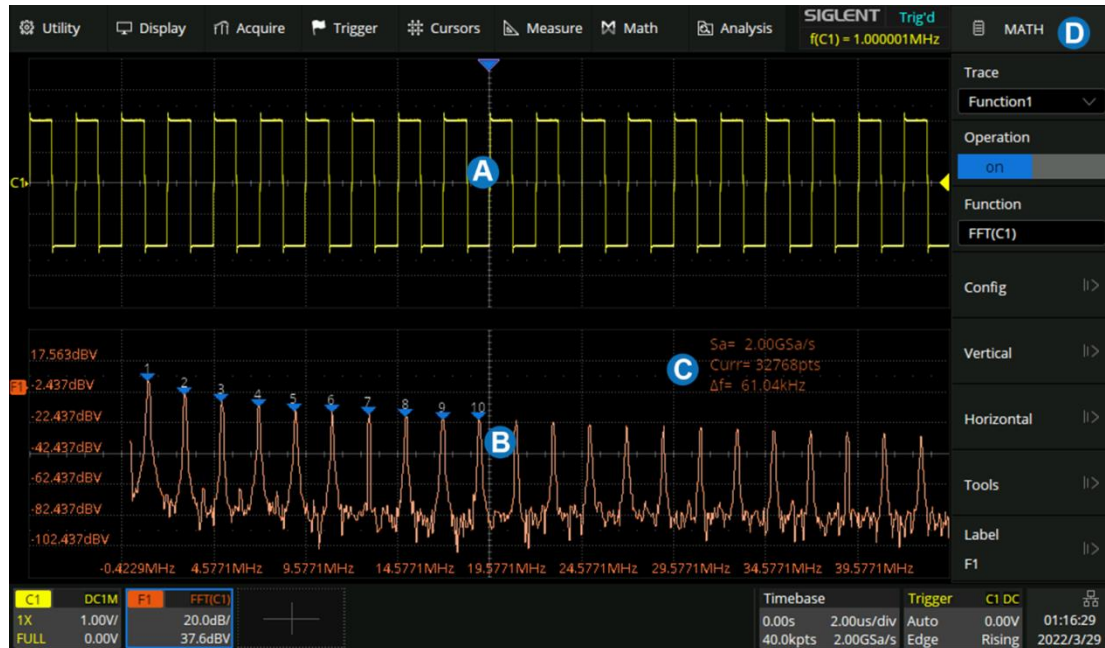 Utility Display Acquire Trigger Cursors Measure Math Analysis
SIGLENT Trig'd
f(C1) = 1.000001MHz
MATH D
Trace
Function1
Operation
on
Function
FFT(C1)
Config
Vertical
Horizontal
Tools
Label
F1
C1
A
17.563dBV
F1 -2.437dBV
-22.437dBV
-42.437dBV
-62.437dBV
-82.437dBV
-102.437dBV
1 2 3 4 5 6 7 8 9 10
B
C
Sa= 2.00GSa/s
Curr= 32768pts
Δf= 61.04kHz
-0.4229MHz 4.5771MHz 9.5771MHz 14.5771MHz 19.5771MHz 24.5771MHz 29.5771MHz 34.5771MHz 39.5771MHz
C1 DC1M
1X 1.00V/
FULL 0.00V
F1 FFT(C1)
20.0dB/
37.6dBV
Timebase
0.00s 2.00us/div
40.0kpts 2.00GSa/s
Trigger C1 DC
Auto 0.00V
Edge Rising
01:16:29
2022/3/29